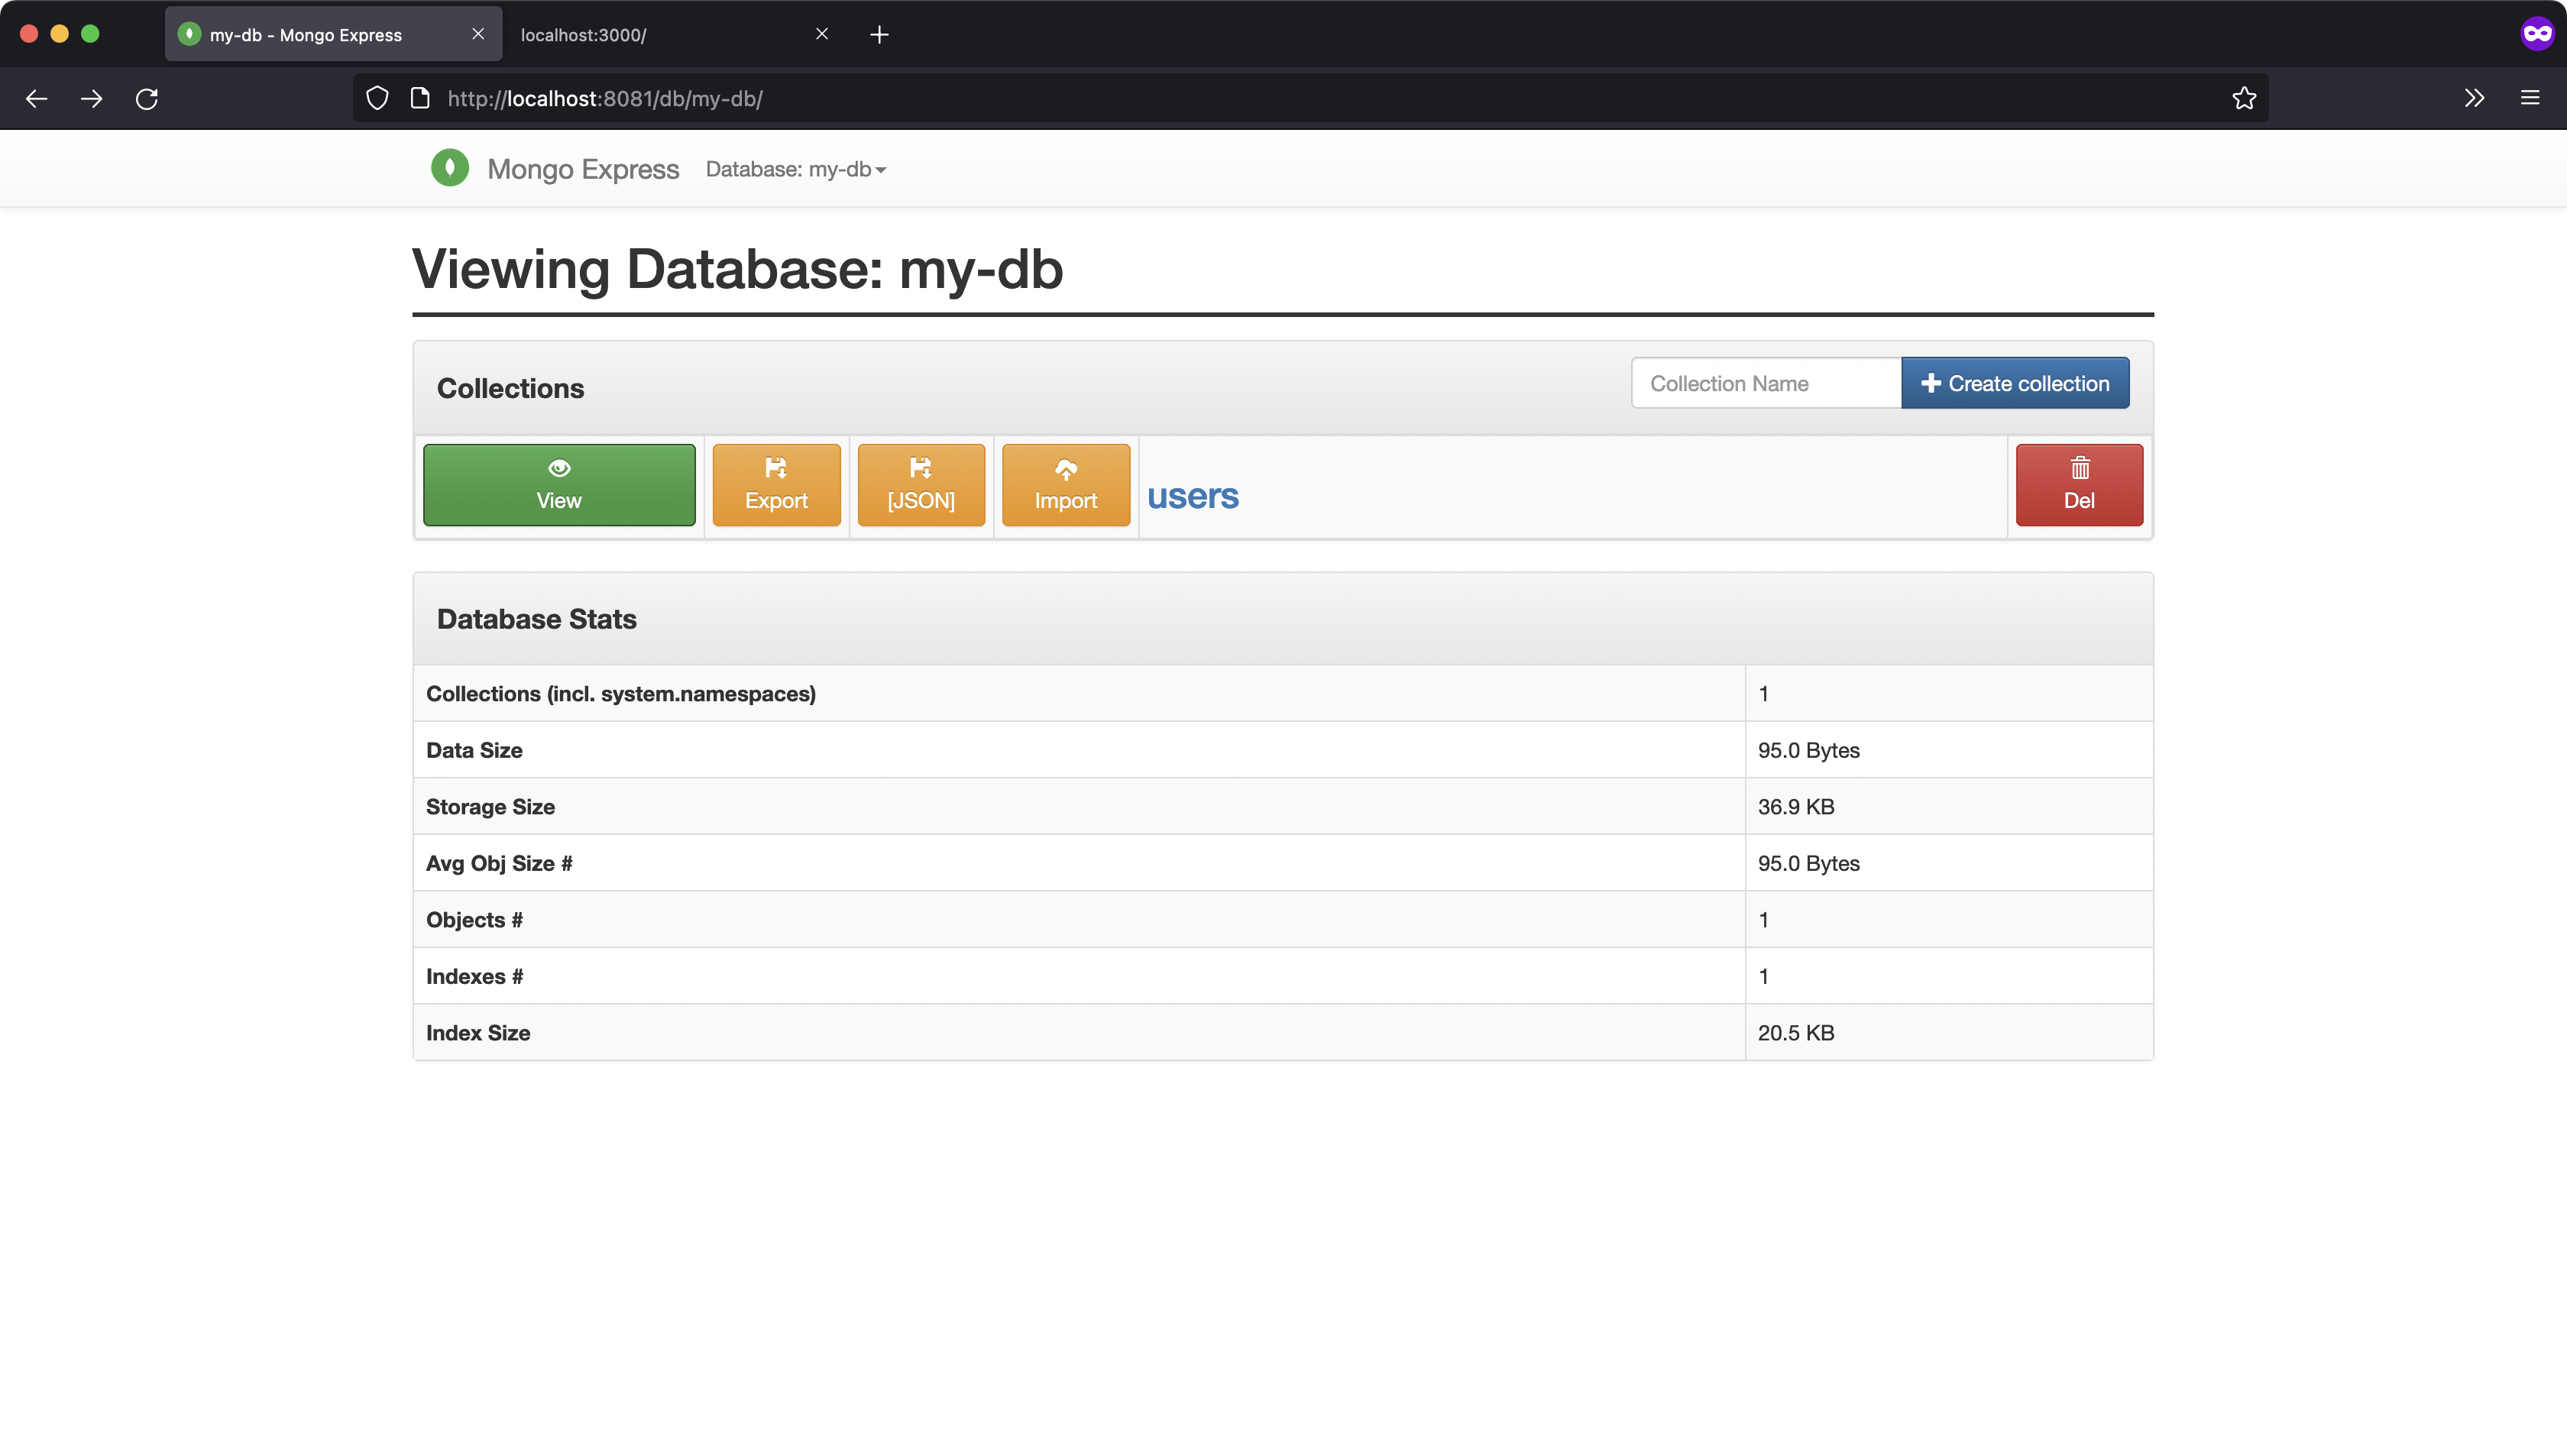 my-db - Mongo Express
localhost:3000/
http://localhost:8081/db/my-db/
Mongo Express Database: my-db
Viewing Database: my-db
Collections
Collection Name
Create collection
View
Export
[JSON]
Import
users
Del
Database Stats
Collections (incl. system.namespaces) 1
Data Size 95.0 Bytes
Storage Size 36.9 KB
Avg Obj Size # 95.0 Bytes
Objects # 1
Indexes # 1
Index Size 20.5 KB